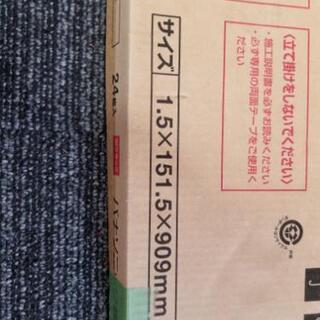 〈立て掛けをしないでください〉
・施工説明書を必ずお読みください
・必ず専用の両面テープをご使用く
ださい
サイズ 1.5×151.5×909mm
24枚入